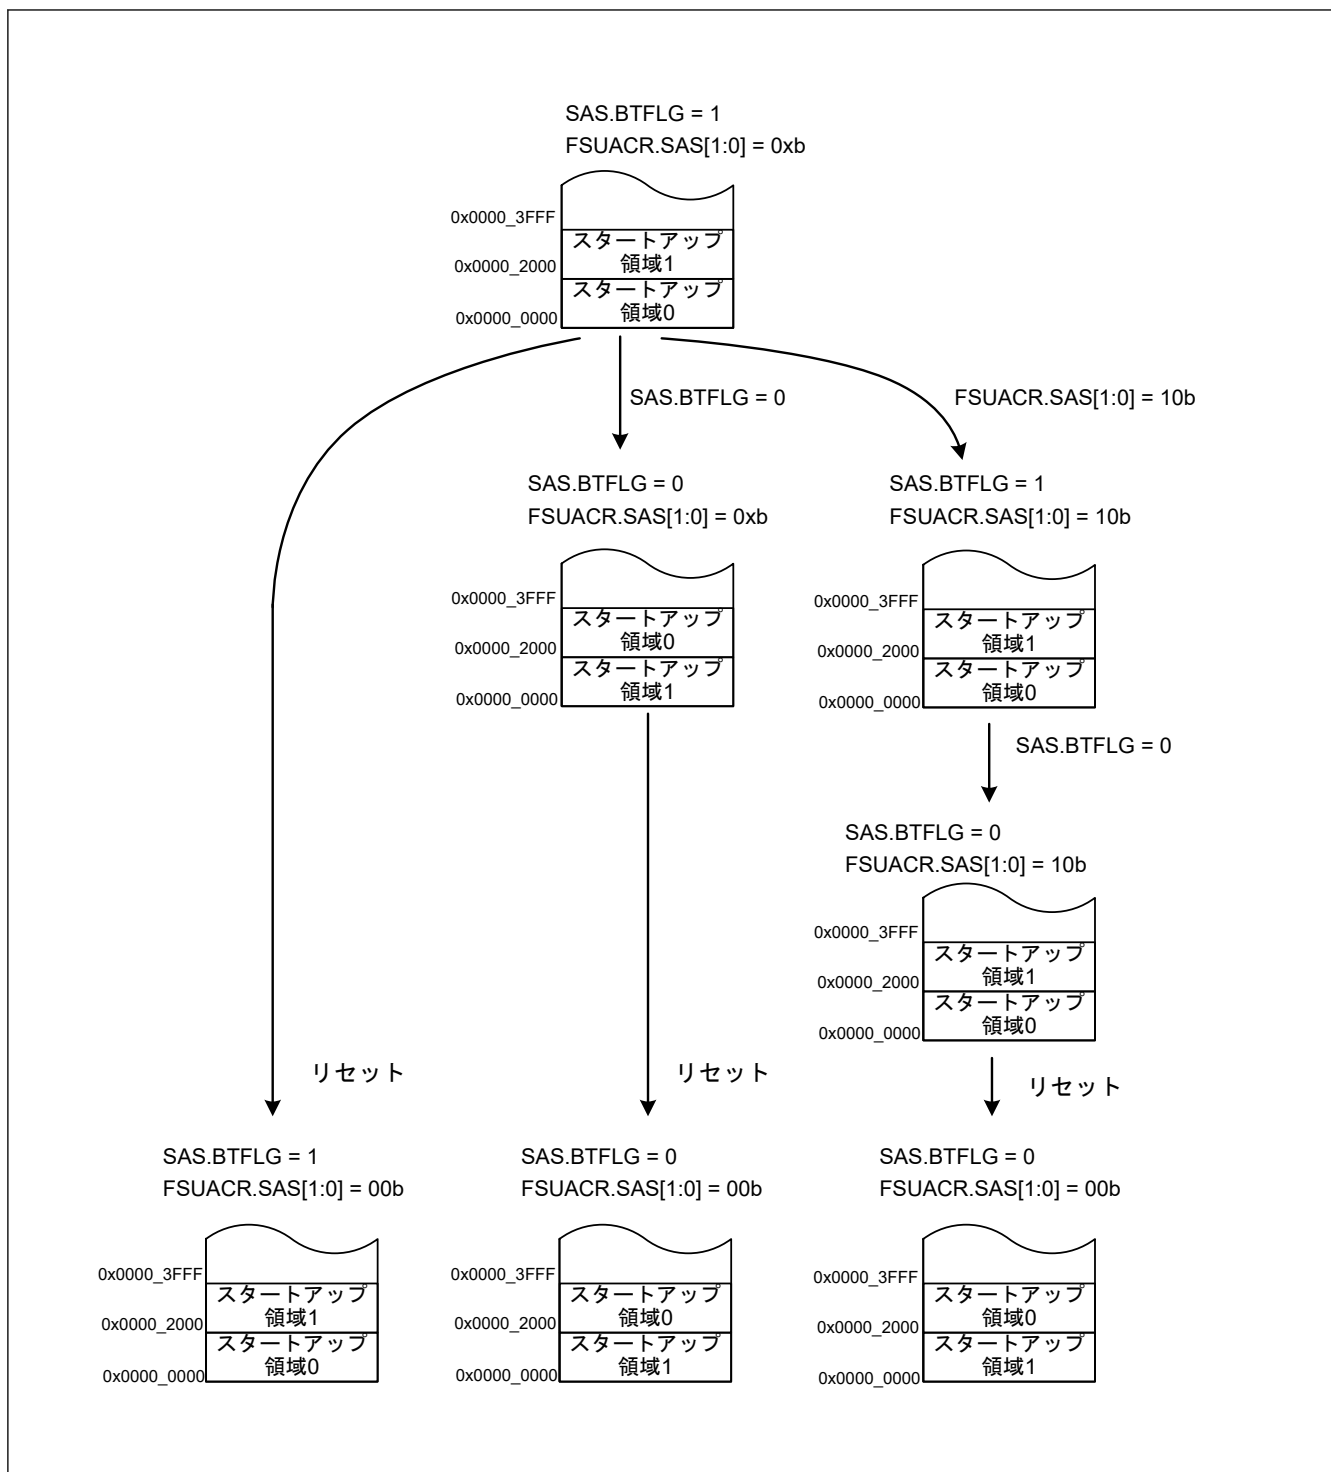 SAS.BTFLG = 1
FSUACR.SAS[1:0] = 0xb
0x0000_3FFF
スタートアップ
領域1
0x0000_2000
スタートアップ
領域0
0x0000_0000
SAS.BTFLG = 0
FSUACR.SAS[1:0] = 10b
SAS.BTFLG = 0
FSUACR.SAS[1:0] = 0xb
0x0000_3FFF
スタートアップ
領域0
0x0000_2000
スタートアップ
領域1
0x0000_0000
SAS.BTFLG = 1
FSUACR.SAS[1:0] = 10b
0x0000_3FFF
スタートアップ
領域1
0x0000_2000
スタートアップ
領域0
0x0000_0000
SAS.BTFLG = 0
SAS.BTFLG = 0
FSUACR.SAS[1:0] = 10b
0x0000_3FFF
スタートアップ
領域1
0x0000_2000
スタートアップ
領域0
0x0000_0000
リセット
リセット
リセット
SAS.BTFLG = 1
FSUACR.SAS[1:0] = 00b
0x0000_3FFF
スタートアップ
領域1
0x0000_2000
スタートアップ
領域0
0x0000_0000
SAS.BTFLG = 0
FSUACR.SAS[1:0] = 00b
0x0000_3FFF
スタートアップ
領域0
0x0000_2000
スタートアップ
領域1
0x0000_0000
SAS.BTFLG = 0
FSUACR.SAS[1:0] = 00b
0x0000_3FFF
スタートアップ
領域0
0x0000_2000
スタートアップ
領域1
0x0000_0000